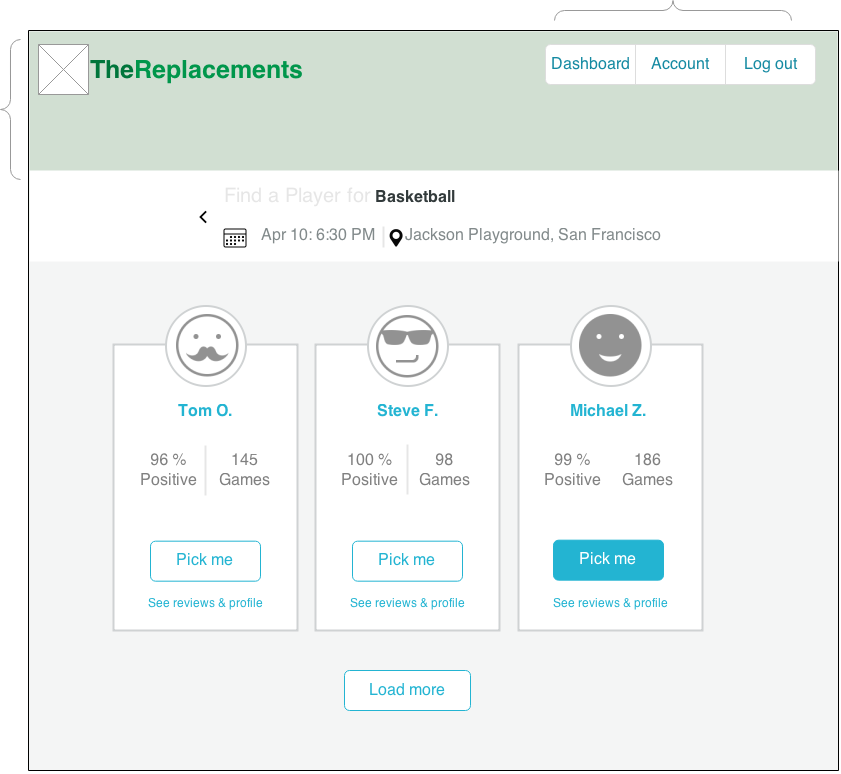 TheReplacements
Dashboard Account Log out
Find a Player for Basketball
Apr 10: 6:30 PM Jackson Playground, San Francisco
Tom O. Steve F. Michael Z.
96 % 145 100 % 98 99 % 186
Positive Games Positive Games Positive Games
Pick me Pick me Pick me
See reviews & profile See reviews & profile See reviews & profile
Load more